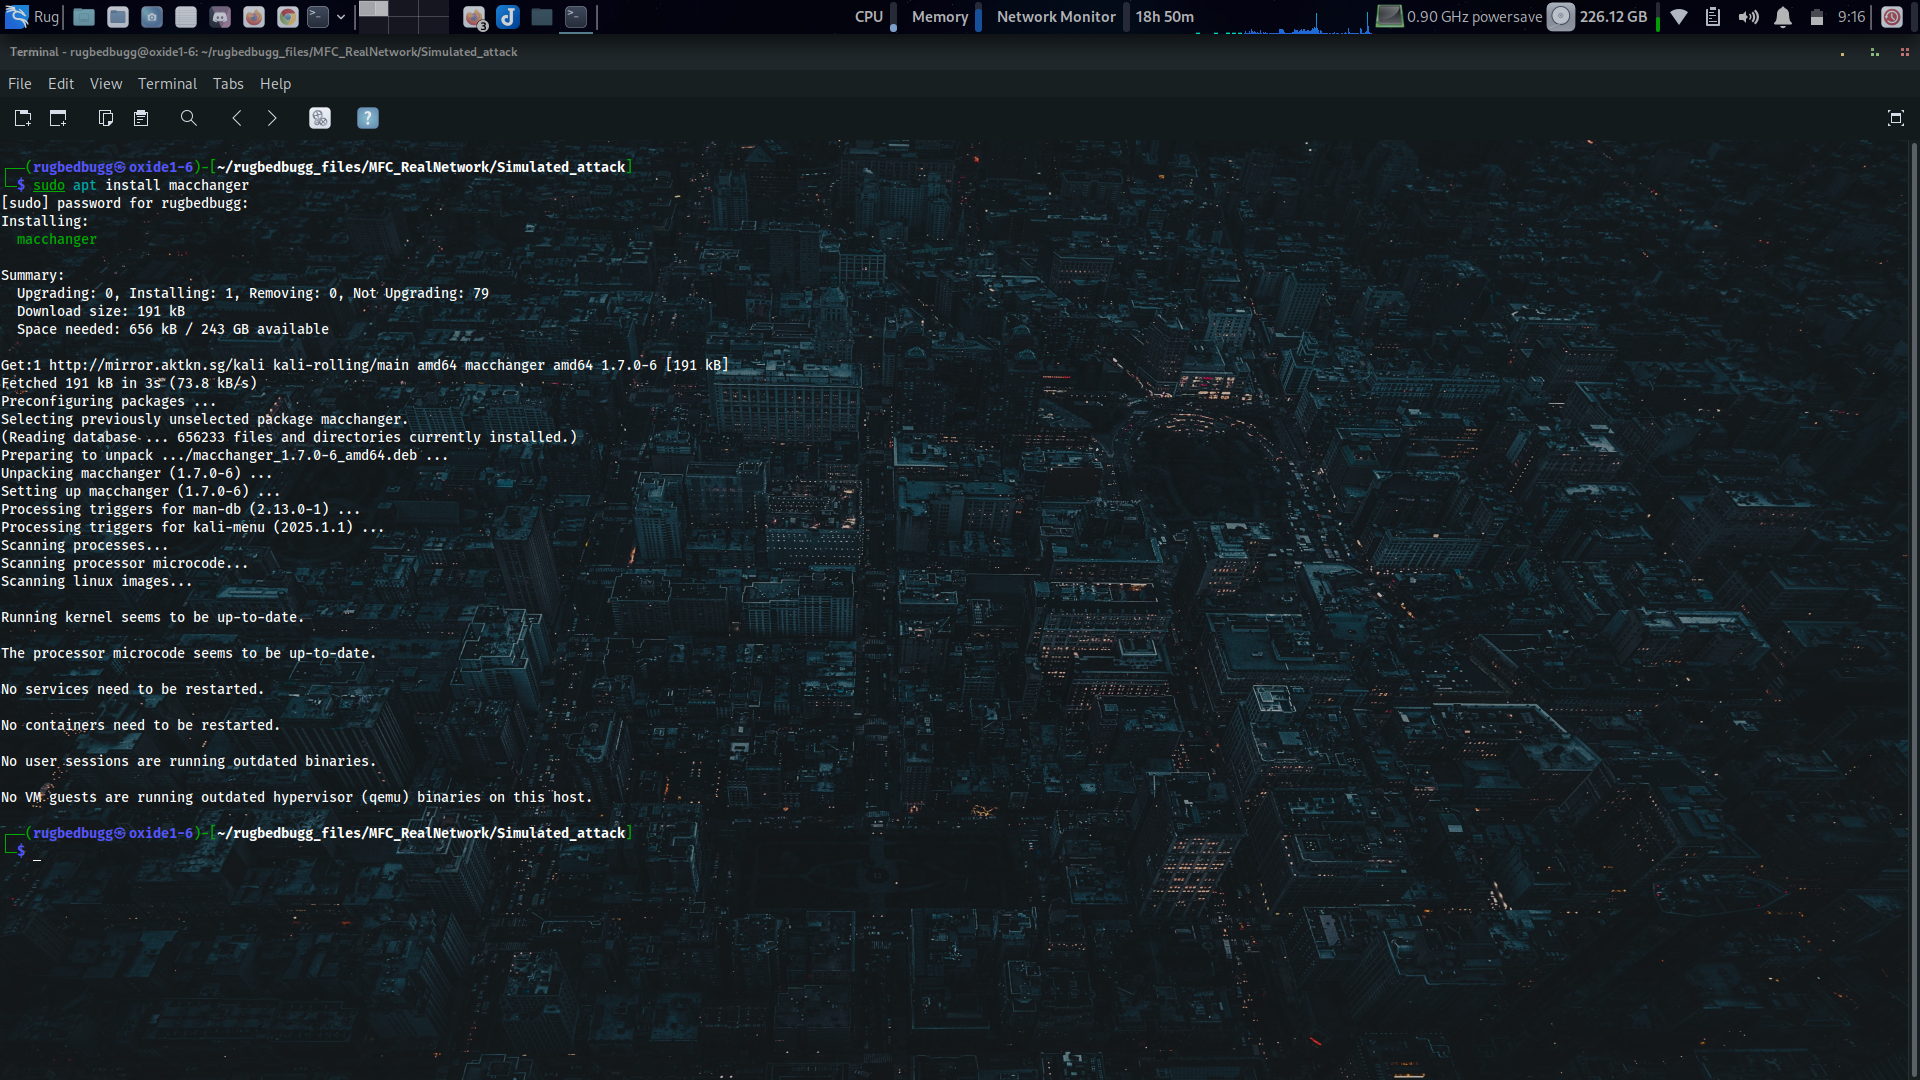 Rug
3
CPU Memory Network Monitor 18h 50m 0.90 GHz powersave 226.12 GB 9:16
Terminal - rugbedbugg@oxide1-6: ~/rugbedbugg_files/MFC_RealNetwork/Simulated_attack
File Edit View Terminal Tabs Help
?
(rugbedbugg㉿oxide1-6)-[~/rugbedbugg_files/MFC_RealNetwork/Simulated_attack]
$ sudo apt install macchanger
[sudo] password for rugbedbugg:
Installing:
macchanger
Summary:
Upgrading: 0, Installing: 1, Removing: 0, Not Upgrading: 79
Download size: 191 kB
Space needed: 656 kB / 243 GB available
Get:1 http://mirror.aktkn.sg/kali kali-rolling/main amd64 macchanger amd64 1.7.0-6 [191 kB]
Fetched 191 kB in 3s (73.8 kB/s)
Preconfiguring packages ...
Selecting previously unselected package macchanger.
(Reading database ... 656233 files and directories currently installed.)
Preparing to unpack .../macchanger_1.7.0-6_amd64.deb ...
Unpacking macchanger (1.7.0-6) ...
Setting up macchanger (1.7.0-6) ...
Processing triggers for man-db (2.13.0-1) ...
Processing triggers for kali-menu (2025.1.1) ...
Scanning processes...
Scanning processor microcode...
Scanning linux images...
Running kernel seems to be up-to-date.
The processor microcode seems to be up-to-date.
No services need to be restarted.
No containers need to be restarted.
No user sessions are running outdated binaries.
No VM guests are running outdated hypervisor (qemu) binaries on this host.
(rugbedbugg㉿oxide1-6)-[~/rugbedbugg_files/MFC_RealNetwork/Simulated_attack]
$ _